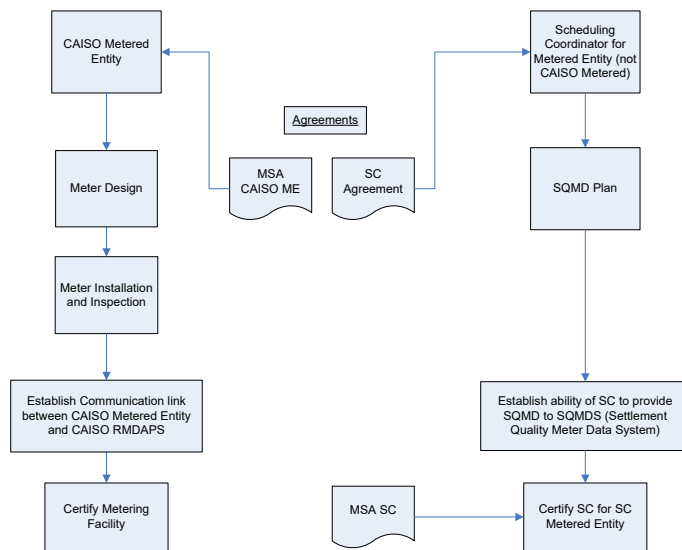 CAISO Metered
Entity
Scheduling
Coordinator for
Metered Entity (not
CAISO Metered)
Agreements
Meter Design
MSA
CAISO ME
SC
Agreement
SQMD Plan
Meter Installation
and Inspection
Establish Communication link
between CAISO Metered Entity
and CAISO RMDAPS
Establish ability of SC to provide
SQMD to SQMDS (Settlement
Quality Meter Data System)
Certify Metering
Facility
MSA SC
Certify SC for SC
Metered Entity